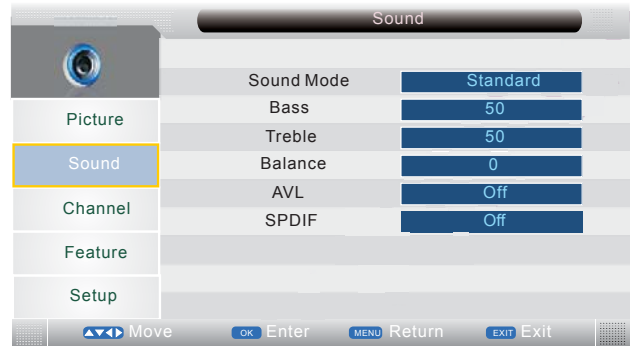 Sound
Sound Mode Standard
Bass 50
Treble 50
Balance 0
AVL Off
SPDIF Off
Picture
Sound
Channel
Feature
Setup
Move OK Enter MENU Return EXIT Exit